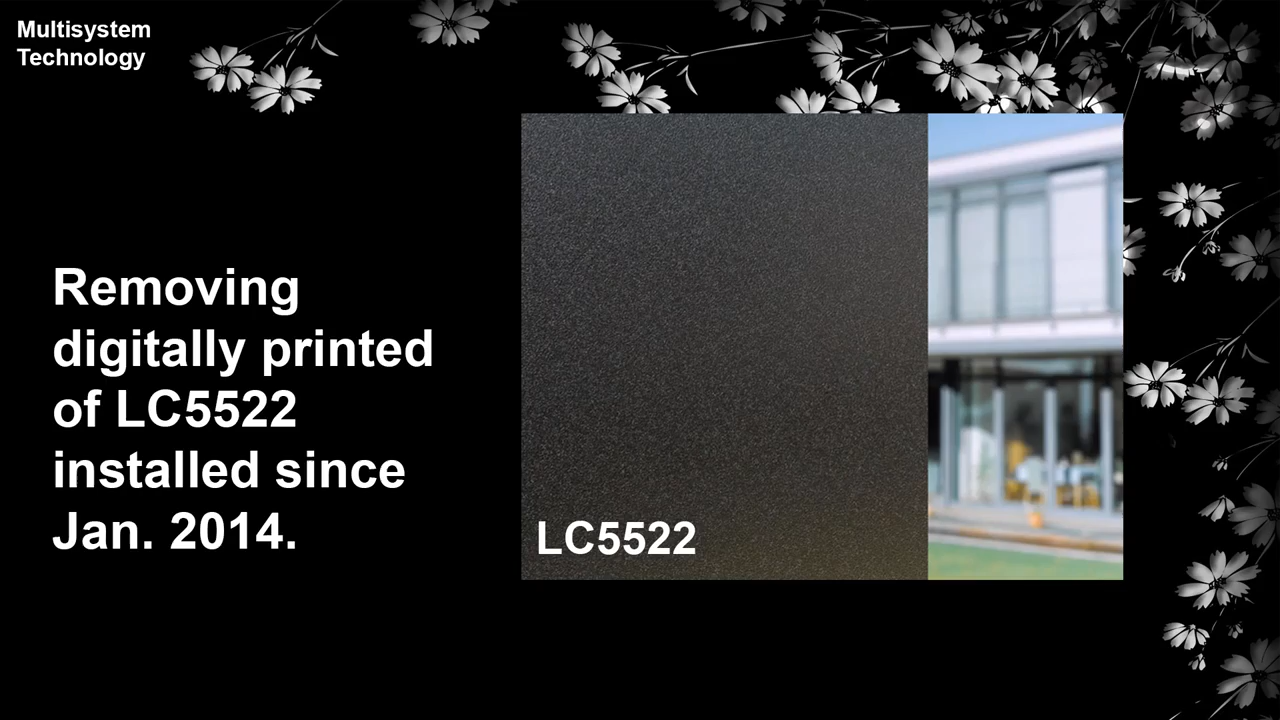 Multisystem
Technology
Removing
digitally printed
of LC5522
installed since
Jan. 2014.
LC5522